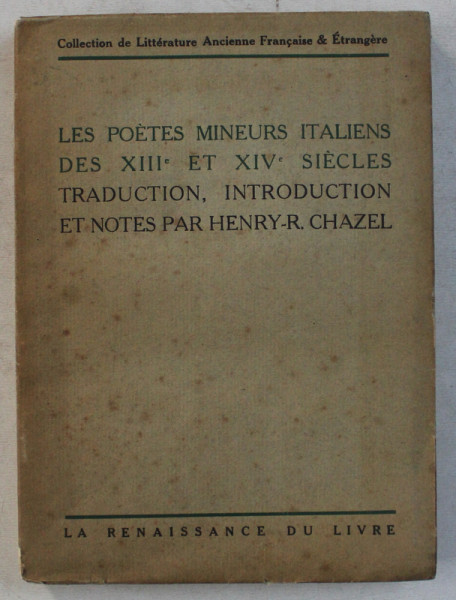 Collection de Littérature Ancienne Française & Étrangère
LES POÈTES MINEURS ITALIENS
DES XIIIe ET XIVe SIÈCLES
TRADUCTION, INTRODUCTION
ET NOTES PAR HENRY-R. CHAZEL
LA RENAISSANCE DU LIVRE